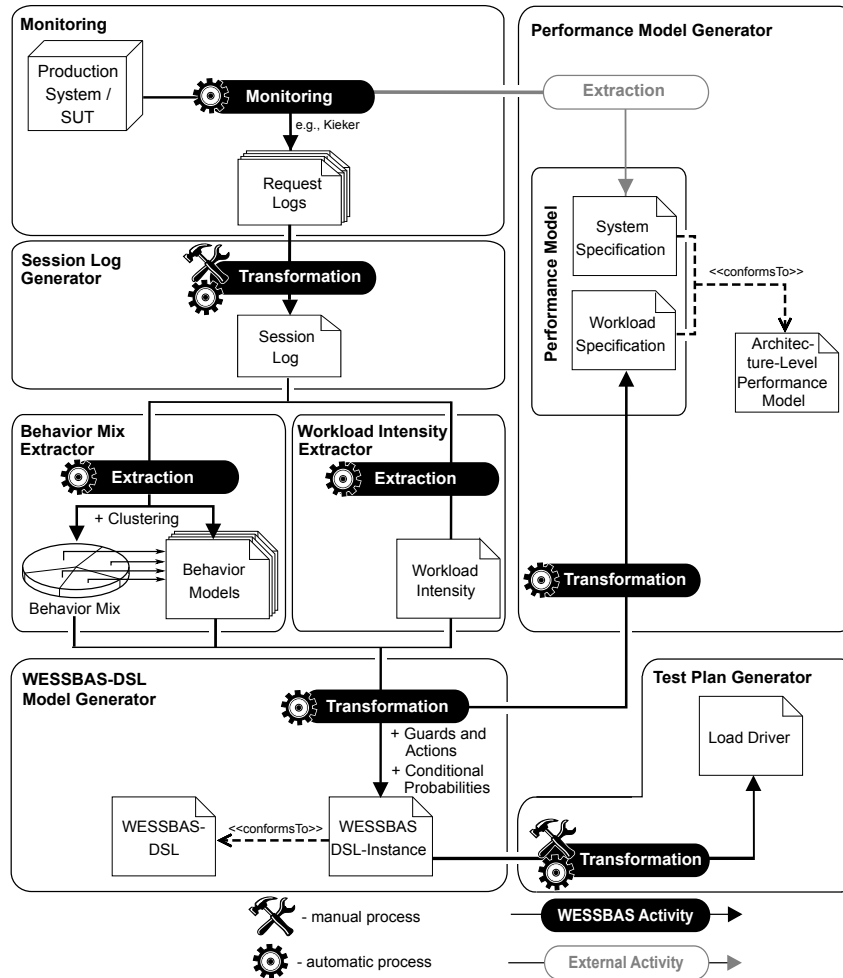 Monitoring
Production
System /
SUT
Monitoring
e.g., Kieker
Request
Logs
Session Log
Generator
Transformation
Session
Log
Behavior Mix
Extractor
Extraction
+ Clustering
Behavior Mix
Behavior
Models
Workload Intensity
Extractor
Extraction
Workload
Intensity
Performance Model Generator
Extraction
Performance Model
System
Specification
Workload
Specification
<<conformsTo>>
Architec-
ture-Level
Performance
Model
Transformation
WESSBAS-DSL
Model Generator
Transformation
+ Guards and
Actions
+ Conditional
Probabilities
WESSBAS-
DSL
<<conformsTo>>
WESSBAS
DSL-Instance
Test Plan Generator
Load Driver
Transformation
- manual process
WESSBAS Activity
- automatic process
External Activity